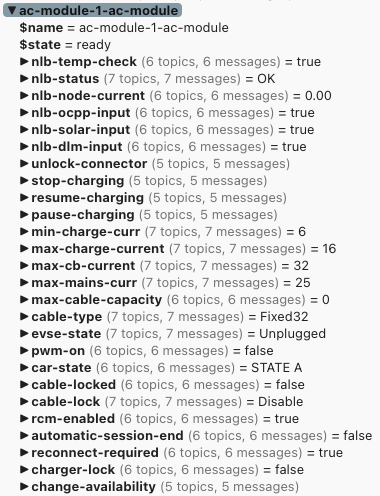 ▼ac-module-1-ac-module
$name = ac-module-1-ac-module
$state = ready
▶nlb-temp-check (6 topics, 6 messages) = true
▶nlb-status (7 topics, 7 messages) = OK
▶nlb-node-current (6 topics, 6 messages) = 0.00
▶nlb-ocpp-input (6 topics, 6 messages) = true
▶nlb-solar-input (6 topics, 6 messages) = true
▶nlb-dlm-input (6 topics, 6 messages) = true
▶unlock-connector (5 topics, 5 messages)
▶stop-charging (5 topics, 5 messages)
▶resume-charging (5 topics, 5 messages)
▶pause-charging (5 topics, 5 messages)
▶min-charge-curr (7 topics, 7 messages) = 6
▶max-charge-current (7 topics, 7 messages) = 16
▶max-cb-current (7 topics, 7 messages) = 32
▶max-mains-curr (7 topics, 7 messages) = 25
▶max-cable-capacity (6 topics, 6 messages) = 0
▶cable-type (7 topics, 7 messages) = Fixed32
▶evse-state (7 topics, 7 messages) = Unplugged
▶pwm-on (6 topics, 6 messages) = false
▶car-state (6 topics, 6 messages) = STATE A
▶cable-locked (6 topics, 6 messages) = false
▶cable-lock (7 topics, 7 messages) = Disable
▶rcm-enabled (6 topics, 6 messages) = true
▶automatic-session-end (6 topics, 6 messages) = false
▶reconnect-required (6 topics, 6 messages) = true
▶charger-lock (6 topics, 6 messages) = false
▶change-availability (5 topics, 5 messages)